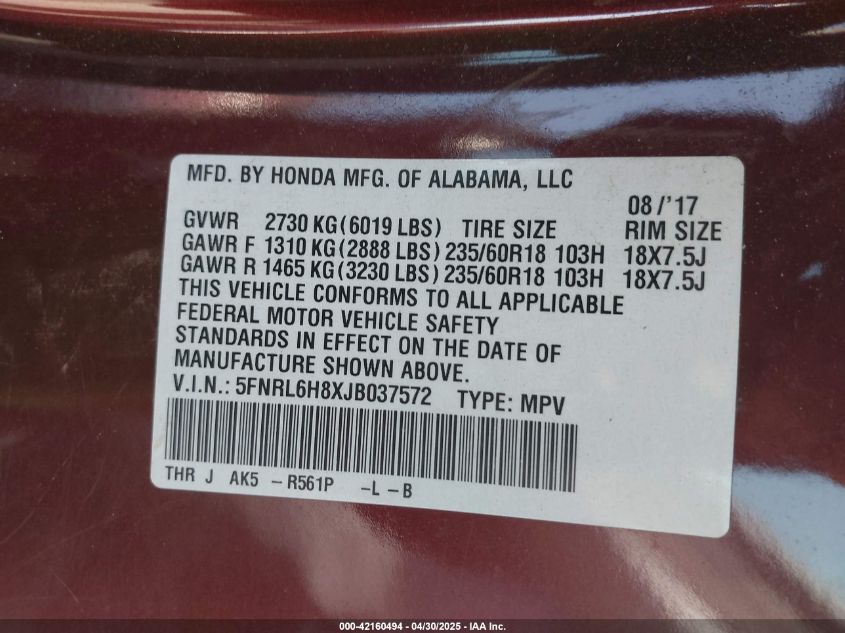 MFD. BY HONDA MFG. OF ALABAMA, LLC
08/'17
GVWR 2730 KG(6019 LBS) TIRE SIZE RIM SIZE
GAWR F 1310 KG(2888 LBS) 235/60R18 103H 18X7.5J
GAWR R 1465 KG(3230 LBS) 235/60R18 103H 18X7.5J
THIS VEHICLE CONFORMS TO ALL APPLICABLE
FEDERAL MOTOR VEHICLE SAFETY
STANDARDS IN EFFECT ON THE DATE OF
MANUFACTURE SHOWN ABOVE.
V.I.N.: 5FNRL6H8XJB037572 TYPE: MPV
THR J AK5 -R561P -L-B
000-42160494 - 04/30/2025 - IAA Inc.